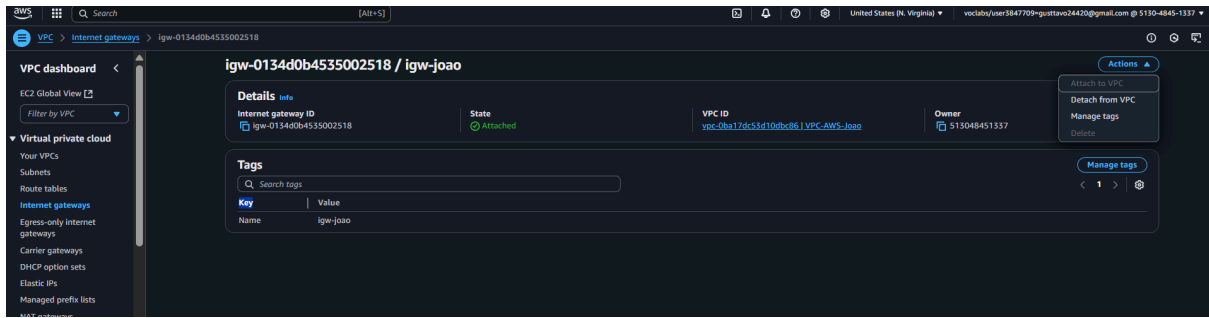 aws
Search [Alt+S] United States (N. Virginia) voclabs/user3847709=gusttavo24420@gmail.com @ 5130-4845-1337
VPC > Internet gateways > igw-0134d0b4535002518
VPC dashboard
EC2 Global View
Filter by VPC
Virtual private cloud
Your VPCs
Subnets
Route tables
Internet gateways
Egress-only internet
gateways
Carrier gateways
DHCP option sets
Elastic IPs
Managed prefix lists
NAT gateways
igw-0134d0b4535002518 / igw-joao
Actions
Attach to VPC
Detach from VPC
Manage tags
Delete
Details Info
Internet gateway ID
igw-0134d0b4535002518
State
Attached
VPC ID
vpc-0ba17dc53d10dbc86 | VPC-AWS-Joao
Owner
513048451337
Tags
Manage tags
Search tags
1
Key Value
Name igw-joao